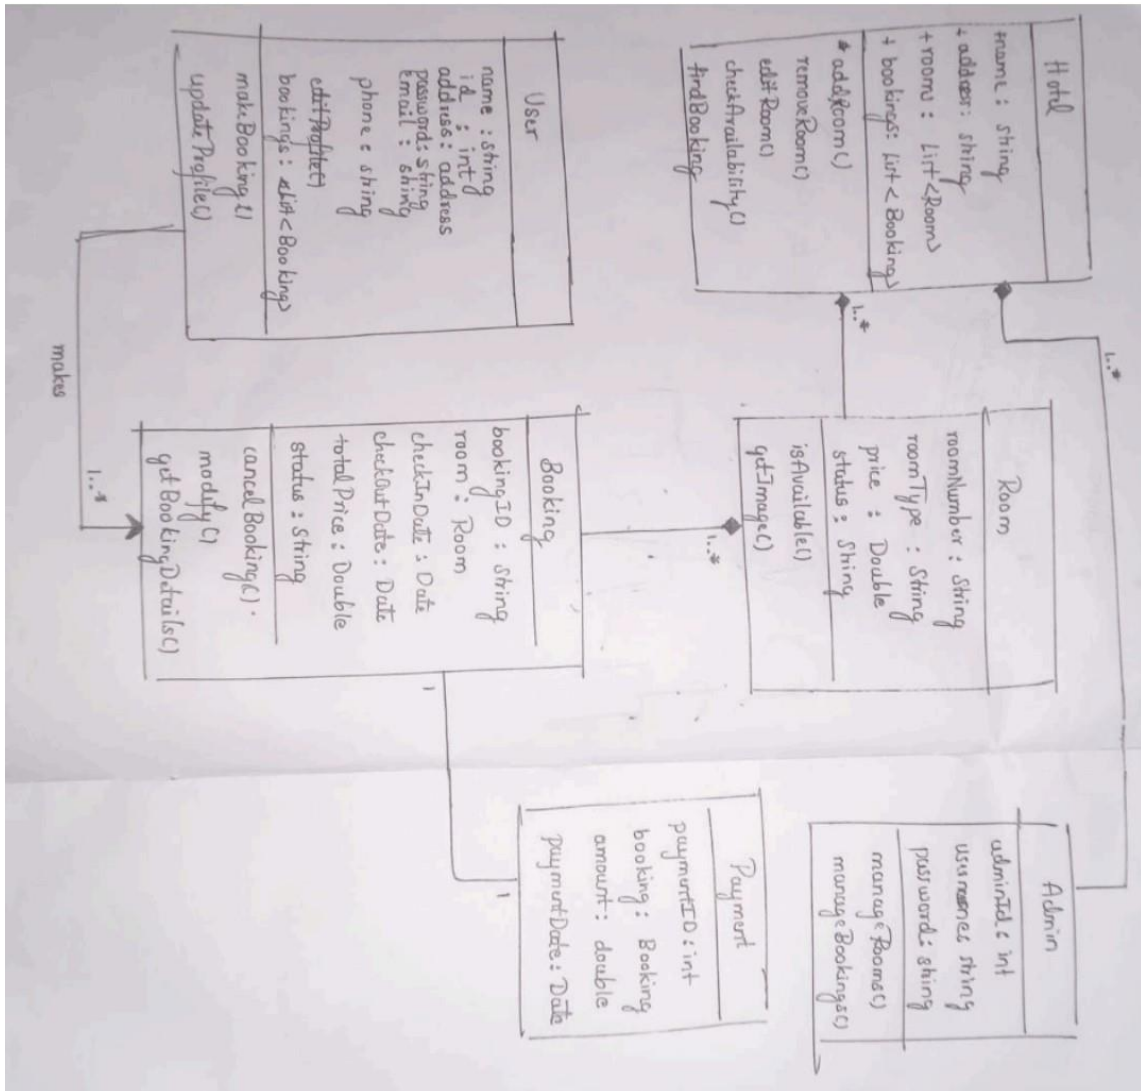 Hotel
+name : string
+ address : string
+ rooms : List <Room>
+ bookings : List < Booking>
+ addRoom()
removeRoom()
editRoom()
checkAvailability()
findBooking
1..*
1..*
Room
roomNumber : String
roomType : String
price : Double
status : String
isAvailable()
getImage()
1..*
Admin
adminId : int
string
password : string
manageRooms()
manageBookings()
User
name : string
id : int
address : address
password : string
email : string
phone : string
editProfile()
bookings : List < Booking>
makeBooking()
updateProfile()
makes
1..*
Booking
bookingID : String
room : Room
checkInDate : Date
checkOutDate : Date
totalPrice : Double
status : String
cancelBooking().
modify()
getBookingDetails()
1
1
Payment
paymentID : int
booking : Booking
amount : double
paymentDate : Date